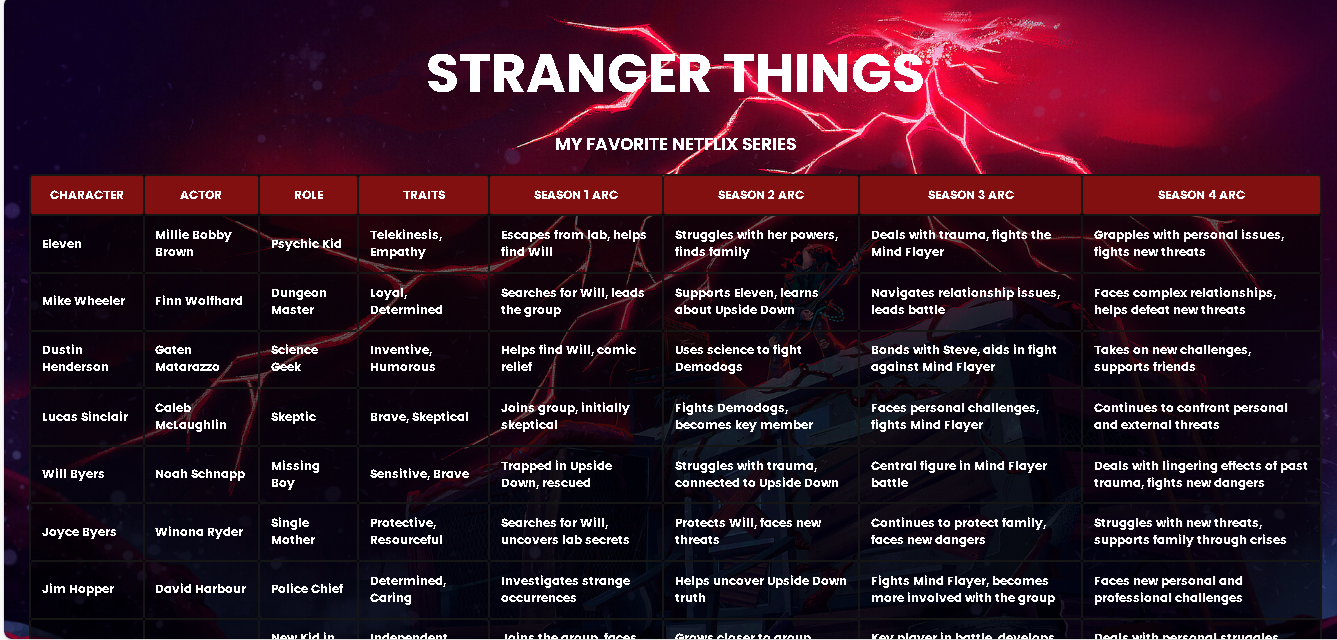 STRANGER THINGS
MY FAVORITE NETFLIX SERIES
CHARACTER ACTOR ROLE TRAITS SEASON 1 ARC SEASON 2 ARC SEASON 3 ARC SEASON 4 ARC
Eleven
Millie Bobby
Brown
Psychic Kid
Telekinesis,
Empathy
Escapes from lab, helps
find Will
Struggles with her powers,
finds family
Deals with trauma, fights the
Mind Flayer
Grapples with personal issues,
fights new threats
Mike Wheeler
Finn Wolfhard
Dungeon
Master
Loyal,
Determined
Searches for Will, leads
the group
Supports Eleven, learns
about Upside Down
Navigates relationship issues,
leads battle
Faces complex relationships,
helps defeat new threats
Dustin
Henderson
Gaten
Matarazzo
Science
Geek
Inventive,
Humorous
Helps find Will, comic
relief
Uses science to fight
Demodogs
Bonds with Steve, aids in fight
against Mind Flayer
Takes on new challenges,
supports friends
Lucas Sinclair
Caleb
McLaughlin
Skeptic
Brave, Skeptical
Joins group, initially
skeptical
Fights Demodogs,
becomes key member
Faces personal challenges,
fights Mind Flayer
Continues to confront personal
and external threats
Will Byers
Noah Schnapp
Missing
Boy
Sensitive, Brave
Trapped in Upside
Down, rescued
Struggles with trauma,
connected to Upside Down
Central figure in Mind Flayer
battle
Deals with lingering effects of past
trauma, fights new dangers
Joyce Byers
Winona Ryder
Single
Mother
Protective,
Resourceful
Searches for Will,
uncovers lab secrets
Protects Will, faces new
threats
Continues to protect family,
faces new dangers
Struggles with new threats,
supports family through crises
Jim Hopper
David Harbour
Police Chief
Determined,
Caring
Investigates strange
occurrences
Helps uncover Upside Down
truth
Fights Mind Flayer, becomes
more involved with the group
Faces new personal and
professional challenges
New Kid in
Independent
Joins the group, faces
Grows closer to group
Key player in battle, develops
Deals with personal struggles